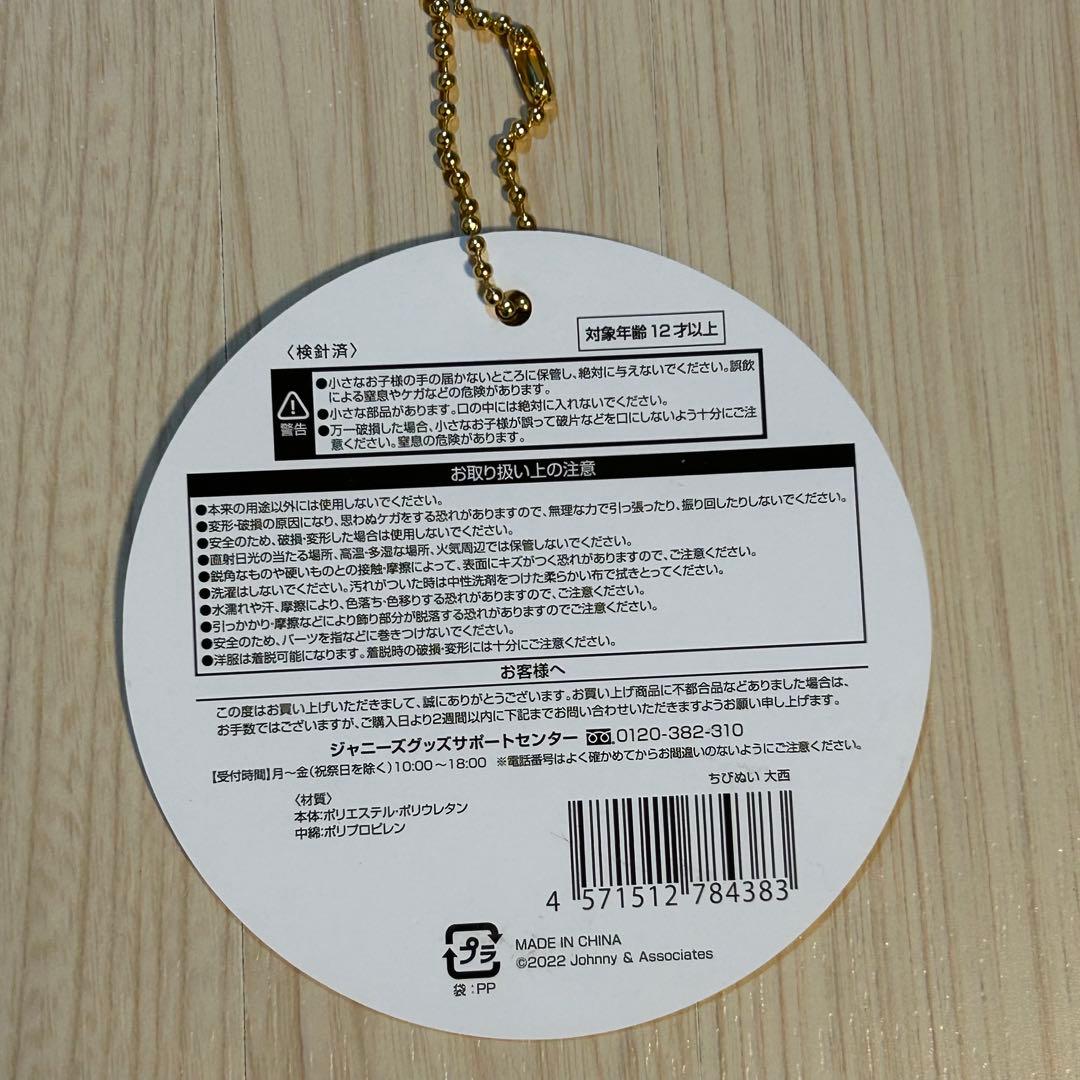 〈検針済〉
対象年齢 12才以上
警告
●小さなお子様の手の届かないところに保管し、絶対に与えないでください。誤飲
による窒息やケガなどの危険があります。
●小さな部品があります。口の中には絶対に入れないでください。
●万一破損した場合、小さなお子様が誤って破片などを口にしないよう十分にご注
意ください。窒息の危険があります。
お取り扱い上の注意
●本来の用途以外には使用しないでください。
●変形・破損の原因になり、思わぬケガをする恐れがありますので、無理な力で引っ張ったり、振り回したりしないでください。
●安全のため、破損・変形した場合は使用しないでください。
●直射日光の当たる場所、高温・多湿な場所、火気周辺では保管しないでください。
●鋭角なものや硬いものとの接触・摩擦によって、表面にキズがつく恐れがありますので、ご注意ください。
●洗濯はしないでください。汚れがついた時は中性洗剤をつけた柔らかい布で拭きとってください。
●水濡れや汗、摩擦により、色落ち・色移りする恐れがありますので、ご注意ください。
●引っかかり・摩擦などにより飾り部分が脱落する恐れがありますのでご注意ください。
●安全のため、パーツを指などに巻きつけないでください。
●洋服は着脱可能になります。着脱時の破損・変形には十分にご注意ください。
お客様へ
この度はお買い上げいただきまして、誠にありがとうございます。お買い上げ商品に不都合品などありました場合は、
お手数ではございますが、ご購入日より2週間以内に下記までお問い合わせいただきますようお願い申し上げます。
ジャニーズグッズサポートセンター 0120-382-310
【受付時間】月〜金(祝祭日を除く)10:00〜18:00 ※電話番号はよく確かめてからお間違いのないようにご注意ください。
ちびぬい 大西
〈材質〉
本体:ポリエステル・ポリウレタン
中綿:ポリプロピレン
4 571512 784383
プラ
袋:PP
MADE IN CHINA
©2022 Johnny & Associates